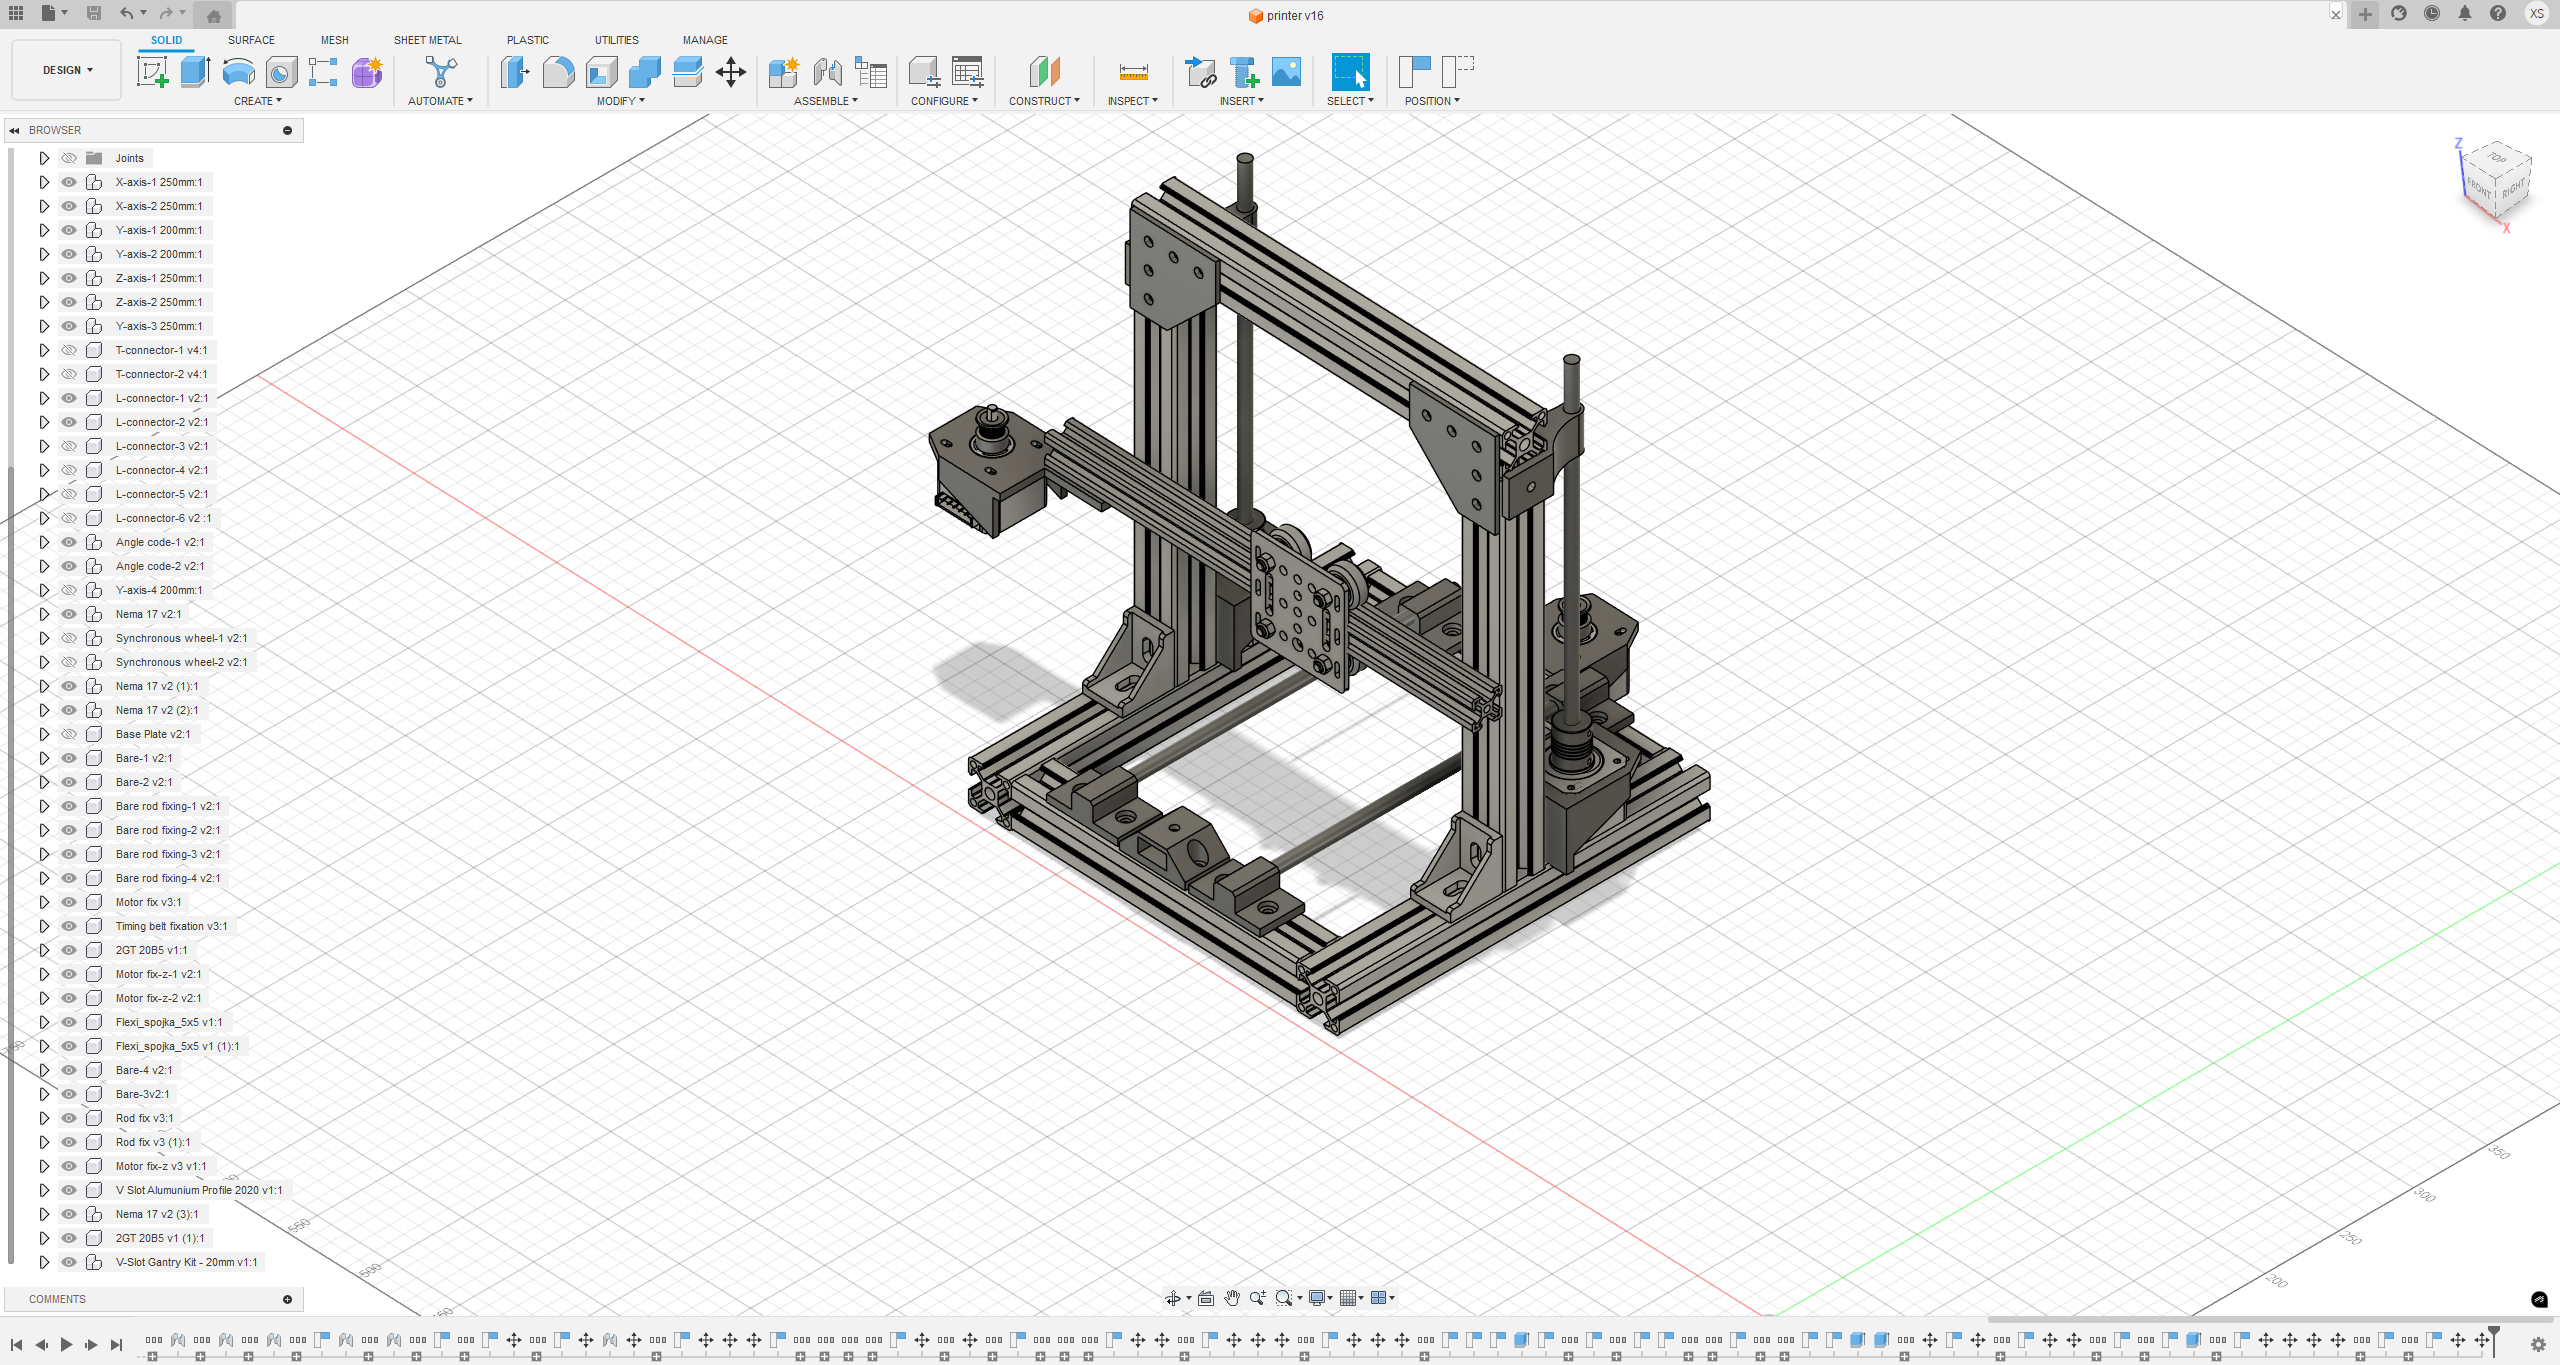 printer v16
XS
DESIGN
SOLID
SURFACE
MESH
SHEET METAL
PLASTIC
UTILITIES
MANAGE
CREATE
AUTOMATE
MODIFY
ASSEMBLE
CONFIGURE
CONSTRUCT
INSPECT
INSERT
SELECT
POSITION
BROWSER
Joints
X-axis-1 250mm:1
X-axis-2 250mm:1
Y-axis-1 200mm:1
Y-axis-2 200mm:1
Z-axis-1 250mm:1
Z-axis-2 250mm:1
Y-axis-3 250mm:1
T-connector-1 v4:1
T-connector-2 v4:1
L-connector-1 v2:1
L-connector-2 v2:1
L-connector-3 v2:1
L-connector-4 v2:1
L-connector-5 v2:1
L-connector-6 v2 :1
Angle code-1 v2:1
Angle code-2 v2:1
Y-axis-4 200mm:1
Nema 17 v2:1
Synchronous wheel-1 v2:1
Synchronous wheel-2 v2:1
Nema 17 v2 (1):1
Nema 17 v2 (2):1
Base Plate v2:1
Bare-1 v2:1
Bare-2 v2:1
Bare rod fixing-1 v2:1
Bare rod fixing-2 v2:1
Bare rod fixing-3 v2:1
Bare rod fixing-4 v2:1
Motor fix v3:1
Timing belt fixation v3:1
2GT 20B5 v1:1
Motor fix-z-1 v2:1
Motor fix-z-2 v2:1
Flexi_spojka_5x5 v1:1
Flexi_spojka_5x5 v1 (1):1
Bare-4 v2:1
Bare-3v2:1
Rod fix v3:1
Rod fix v3 (1):1
Motor fix-z v3 v1:1
V Slot Alumunium Profile 2020 v1:1
Nema 17 v2 (3):1
2GT 20B5 v1 (1):1
V-Slot Gantry Kit - 20mm v1:1
COMMENTS
Z
TOP
FRONT
RIGHT
X
550
500
350
300
250
200